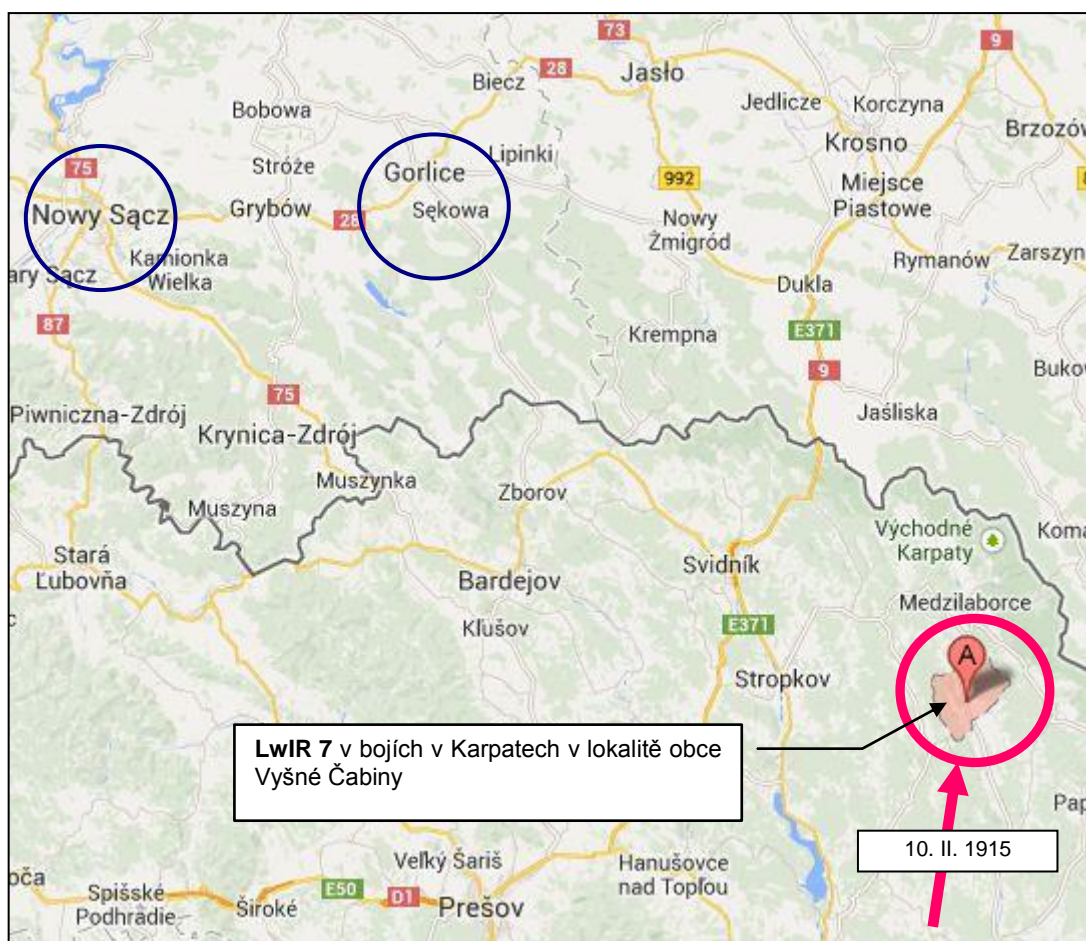 73
9
28
Biecz
Jasło
Bobowa
Jedlicze
Korczyna
Krosno
Brzozów
75
Stróże
Gorlice
Lipinki
992
Miejsce
Piastowe
Nowy Sącz
Grybów
28
Sękowa
Nowy
Żmigród
Rymanów
Zarszyn
ary Sącz
Kamionka
Wielka
Dukla
87
Krempna
E371
9
Buko
75
Piwniczna-Zdrój
Krynica-Zdrój
Jaśliska
Muszynka
Zborov
Muszyna
Východné
Karpaty
Koma
Stará
Ľubovňa
Bardejov
Svidník
Medzilaborce
Kľušov
E371
A
Stropkov
LwIR 7 v bojích v Karpatech v lokalitě obce
Vyšné Čabiny
Pap
10. II. 1915
Veľký Šariš
Hanušovce
nad Topľou
oča
Spišské
Podhradie
Široké
E50
D1
Prešov